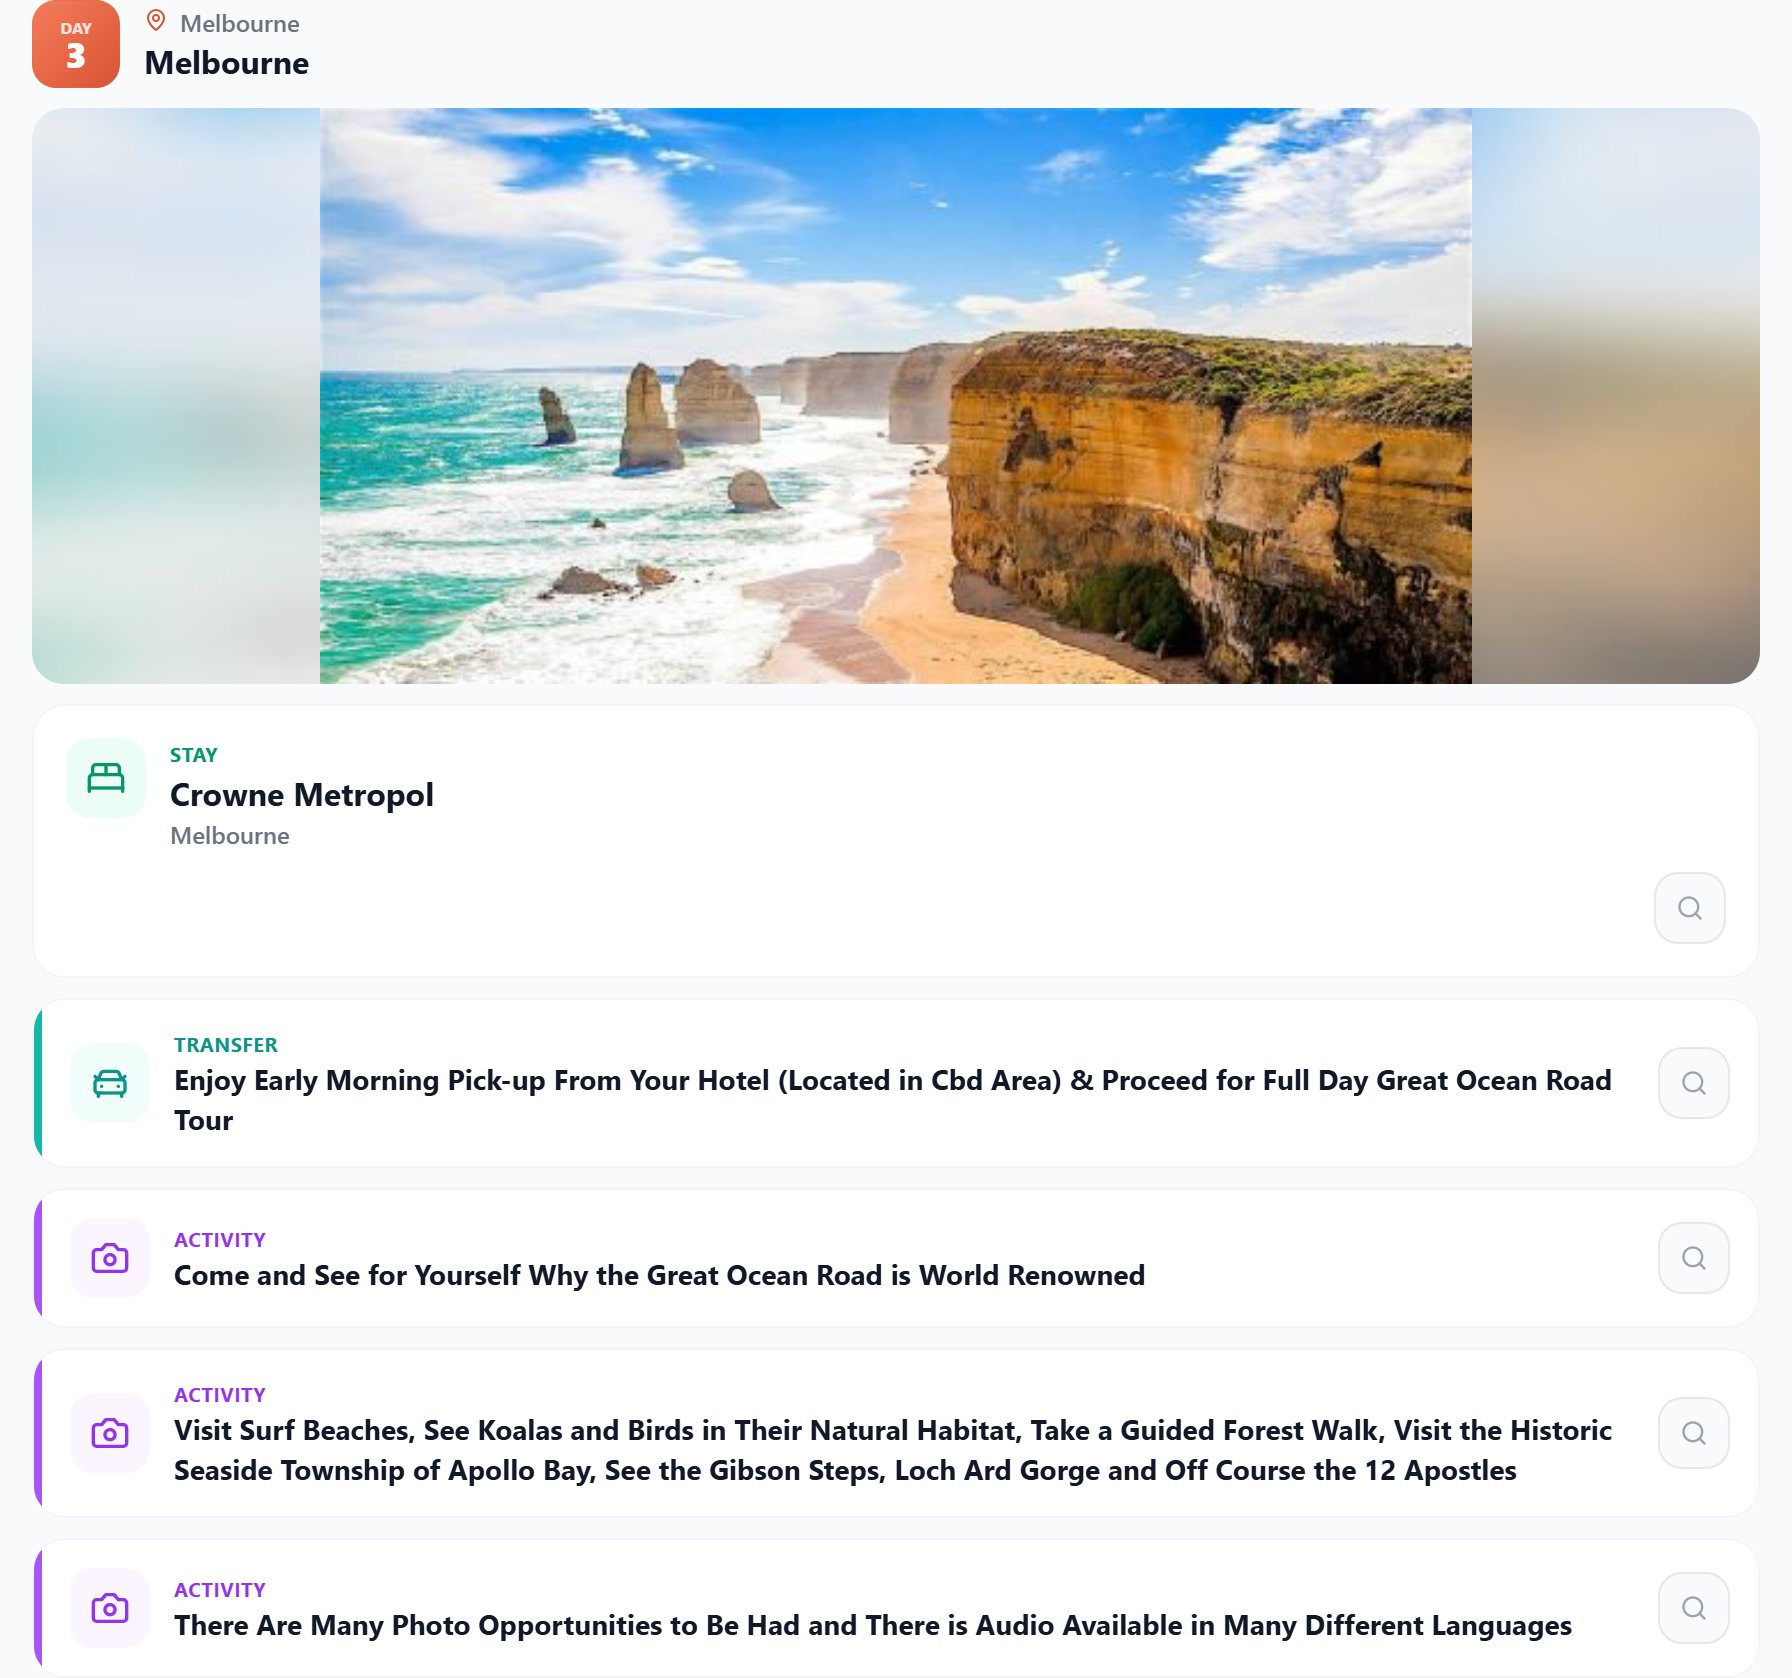 DAY
3
Melbourne
Melbourne
STAY
Crowne Metropol
Melbourne
TRANSFER
Enjoy Early Morning Pick-up From Your Hotel (Located in Cbd Area) & Proceed for Full Day Great Ocean Road
Tour
ACTIVITY
Come and See for Yourself Why the Great Ocean Road is World Renowned
ACTIVITY
Visit Surf Beaches, See Koalas and Birds in Their Natural Habitat, Take a Guided Forest Walk, Visit the Historic
Seaside Township of Apollo Bay, See the Gibson Steps, Loch Ard Gorge and Off Course the 12 Apostles
ACTIVITY
There Are Many Photo Opportunities to Be Had and There is Audio Available in Many Different Languages